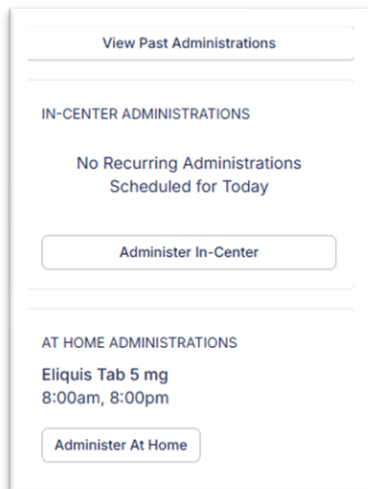 View Past Administrations
IN-CENTER ADMINISTRATIONS
No Recurring Administrations
Scheduled for Today
Administer In-Center
AT HOME ADMINISTRATIONS
Eliquis Tab 5 mg
8:00am, 8:00pm
Administer At Home